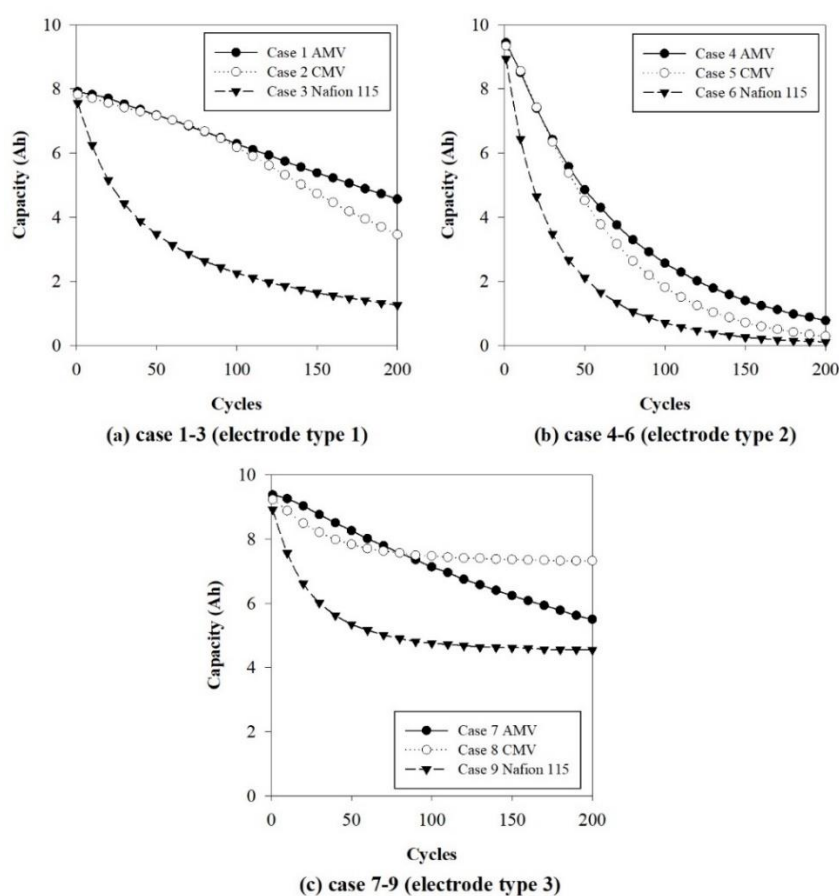 10
8
6
4
2
0
Capacity (Ah)
Case 1 AMV
Case 2 CMV
Case 3 Nafion 115
0 50 100 150 200
Cycles
(a) case 1-3 (electrode type 1)
10
8
6
4
2
0
Capacity (Ah)
Case 4 AMV
Case 5 CMV
Case 6 Nafion 115
0 50 100 150 200
Cycles
(b) case 4-6 (electrode type 2)
10
8
6
4
2
0
Capacity (Ah)
Case 7 AMV
Case 8 CMV
Case 9 Nafion 115
0 50 100 150 200
Cycles
(c) case 7-9 (electrode type 3)